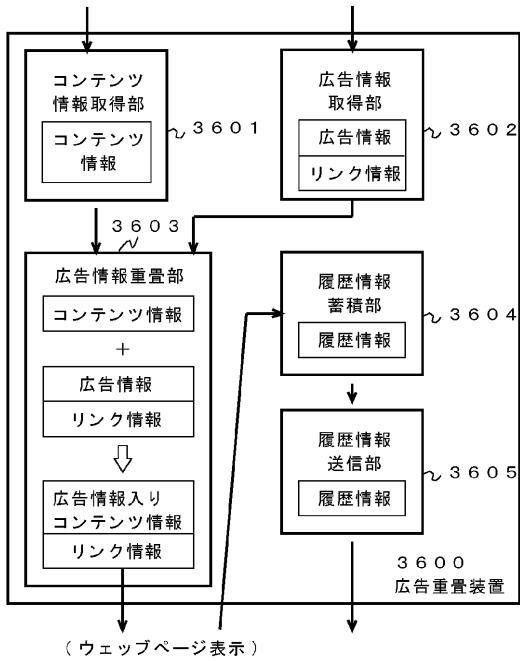 コンテンツ
情報取得部
コンテンツ
情報
3601
広告情報
取得部
広告情報
リンク情報
3602
3603
広告情報重畳部
コンテンツ情報
+
広告情報
リンク情報
広告情報入り
コンテンツ情報
リンク情報
履歴情報
蓄積部
履歴情報
3604
履歴情報
送信部
履歴情報
3605
3600
広告重畳装置
(ウェッブページ表示)